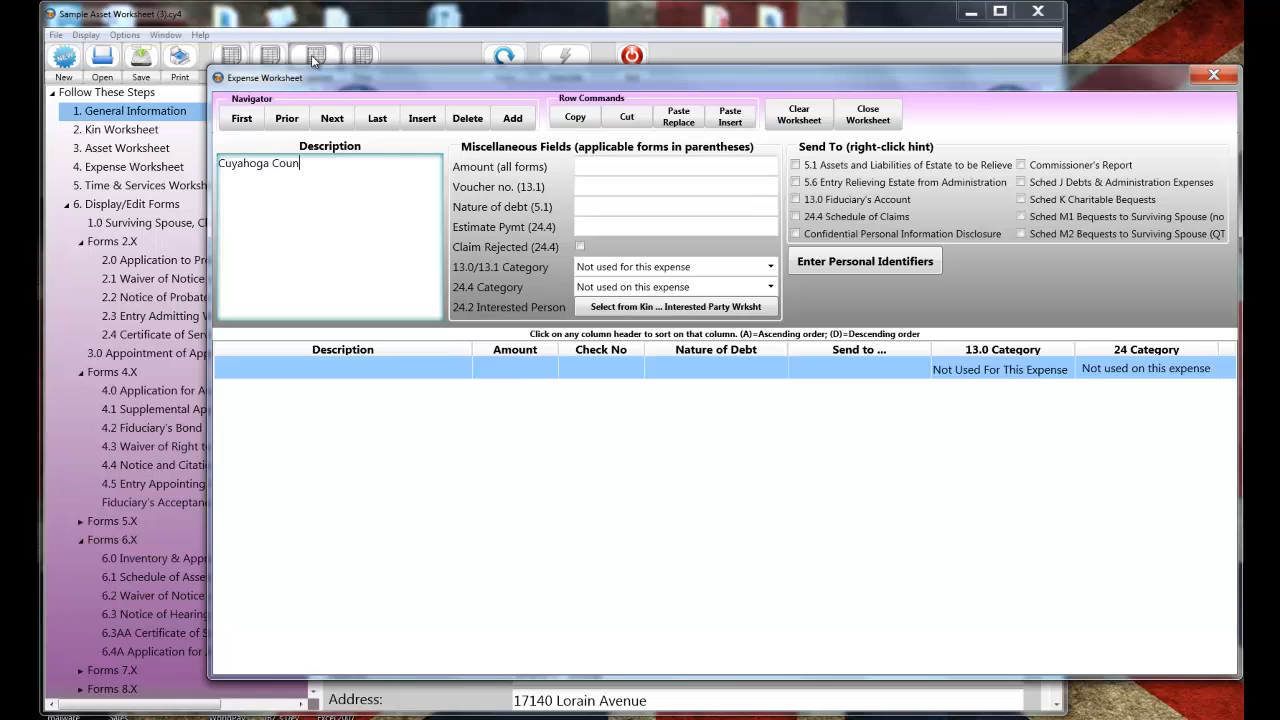 Sample Asset Worksheet (3).cy4
File Display Options Window Help
New Open Save Print
Expense Worksheet
Navigator
First Prior Next Last Insert Delete Add
Row Commands
Copy Cut Paste Replace Paste Insert
Clear Worksheet Close Worksheet
Follow These Steps
1. General Information
2. Kin Worksheet
3. Asset Worksheet
4. Expense Worksheet
5. Time & Services Worksh
6. Display/Edit Forms
1.0 Surviving Spouse, C
Forms 2.X
2.0 Application to Pr
2.1 Waiver of Notice
2.2 Notice of Probat
2.3 Entry Admitting W
2.4 Certificate of Ser
3.0 Appointment of App
Forms 4.X
4.0 Application for A
4.1 Supplemental Ap
4.2 Fiduciary's Bond
4.3 Waiver of Right t
4.4 Notice and Citati
4.5 Entry Appointing
Fiduciary's Acceptan
Forms 5.X
Forms 6.X
6.0 Inventory & Appr
6.1 Schedule of Asse
6.2 Waiver of Notice
6.3 Notice of Hearing
6.3AA Certificate of S
6.4A Application for
Forms 7.X
Forms 8.X
Description
Cuyahoga Coun
Miscellaneous Fields (applicable forms in parentheses)
Amount (all forms)
Voucher no. (13.1)
Nature of debt (5.1)
Estimate Pymt (24.4)
Claim Rejected (24.4)
13.0/13.1 Category Not used for this expense
24.4 Category Not used on this expense
24.2 Interested Person Select from Kin ... Interested Party Wrksht
Send To (right-click hint)
5.1 Assets and Liabilities of Estate to be Relieve Commissioner's Report
5.6 Entry Relieving Estate from Administration Sched J Debts & Administration Expenses
13.0 Fiduciary's Account Sched K Charitable Bequests
24.4 Schedule of Claims Sched M1 Bequests to Surviving Spouse (no
Confidential Personal Information Disclosure Sched M2 Bequests to Surviving Spouse (QT
Enter Personal Identifiers
Click on any column header to sort on that column. (A)=Ascending order; (D)=Descending order
Description Amount Check No Nature of Debt Send to ... 13.0 Category 24 Category
Not Used For This Expense Not used on this expense
Address: 17140 Lorain Avenue